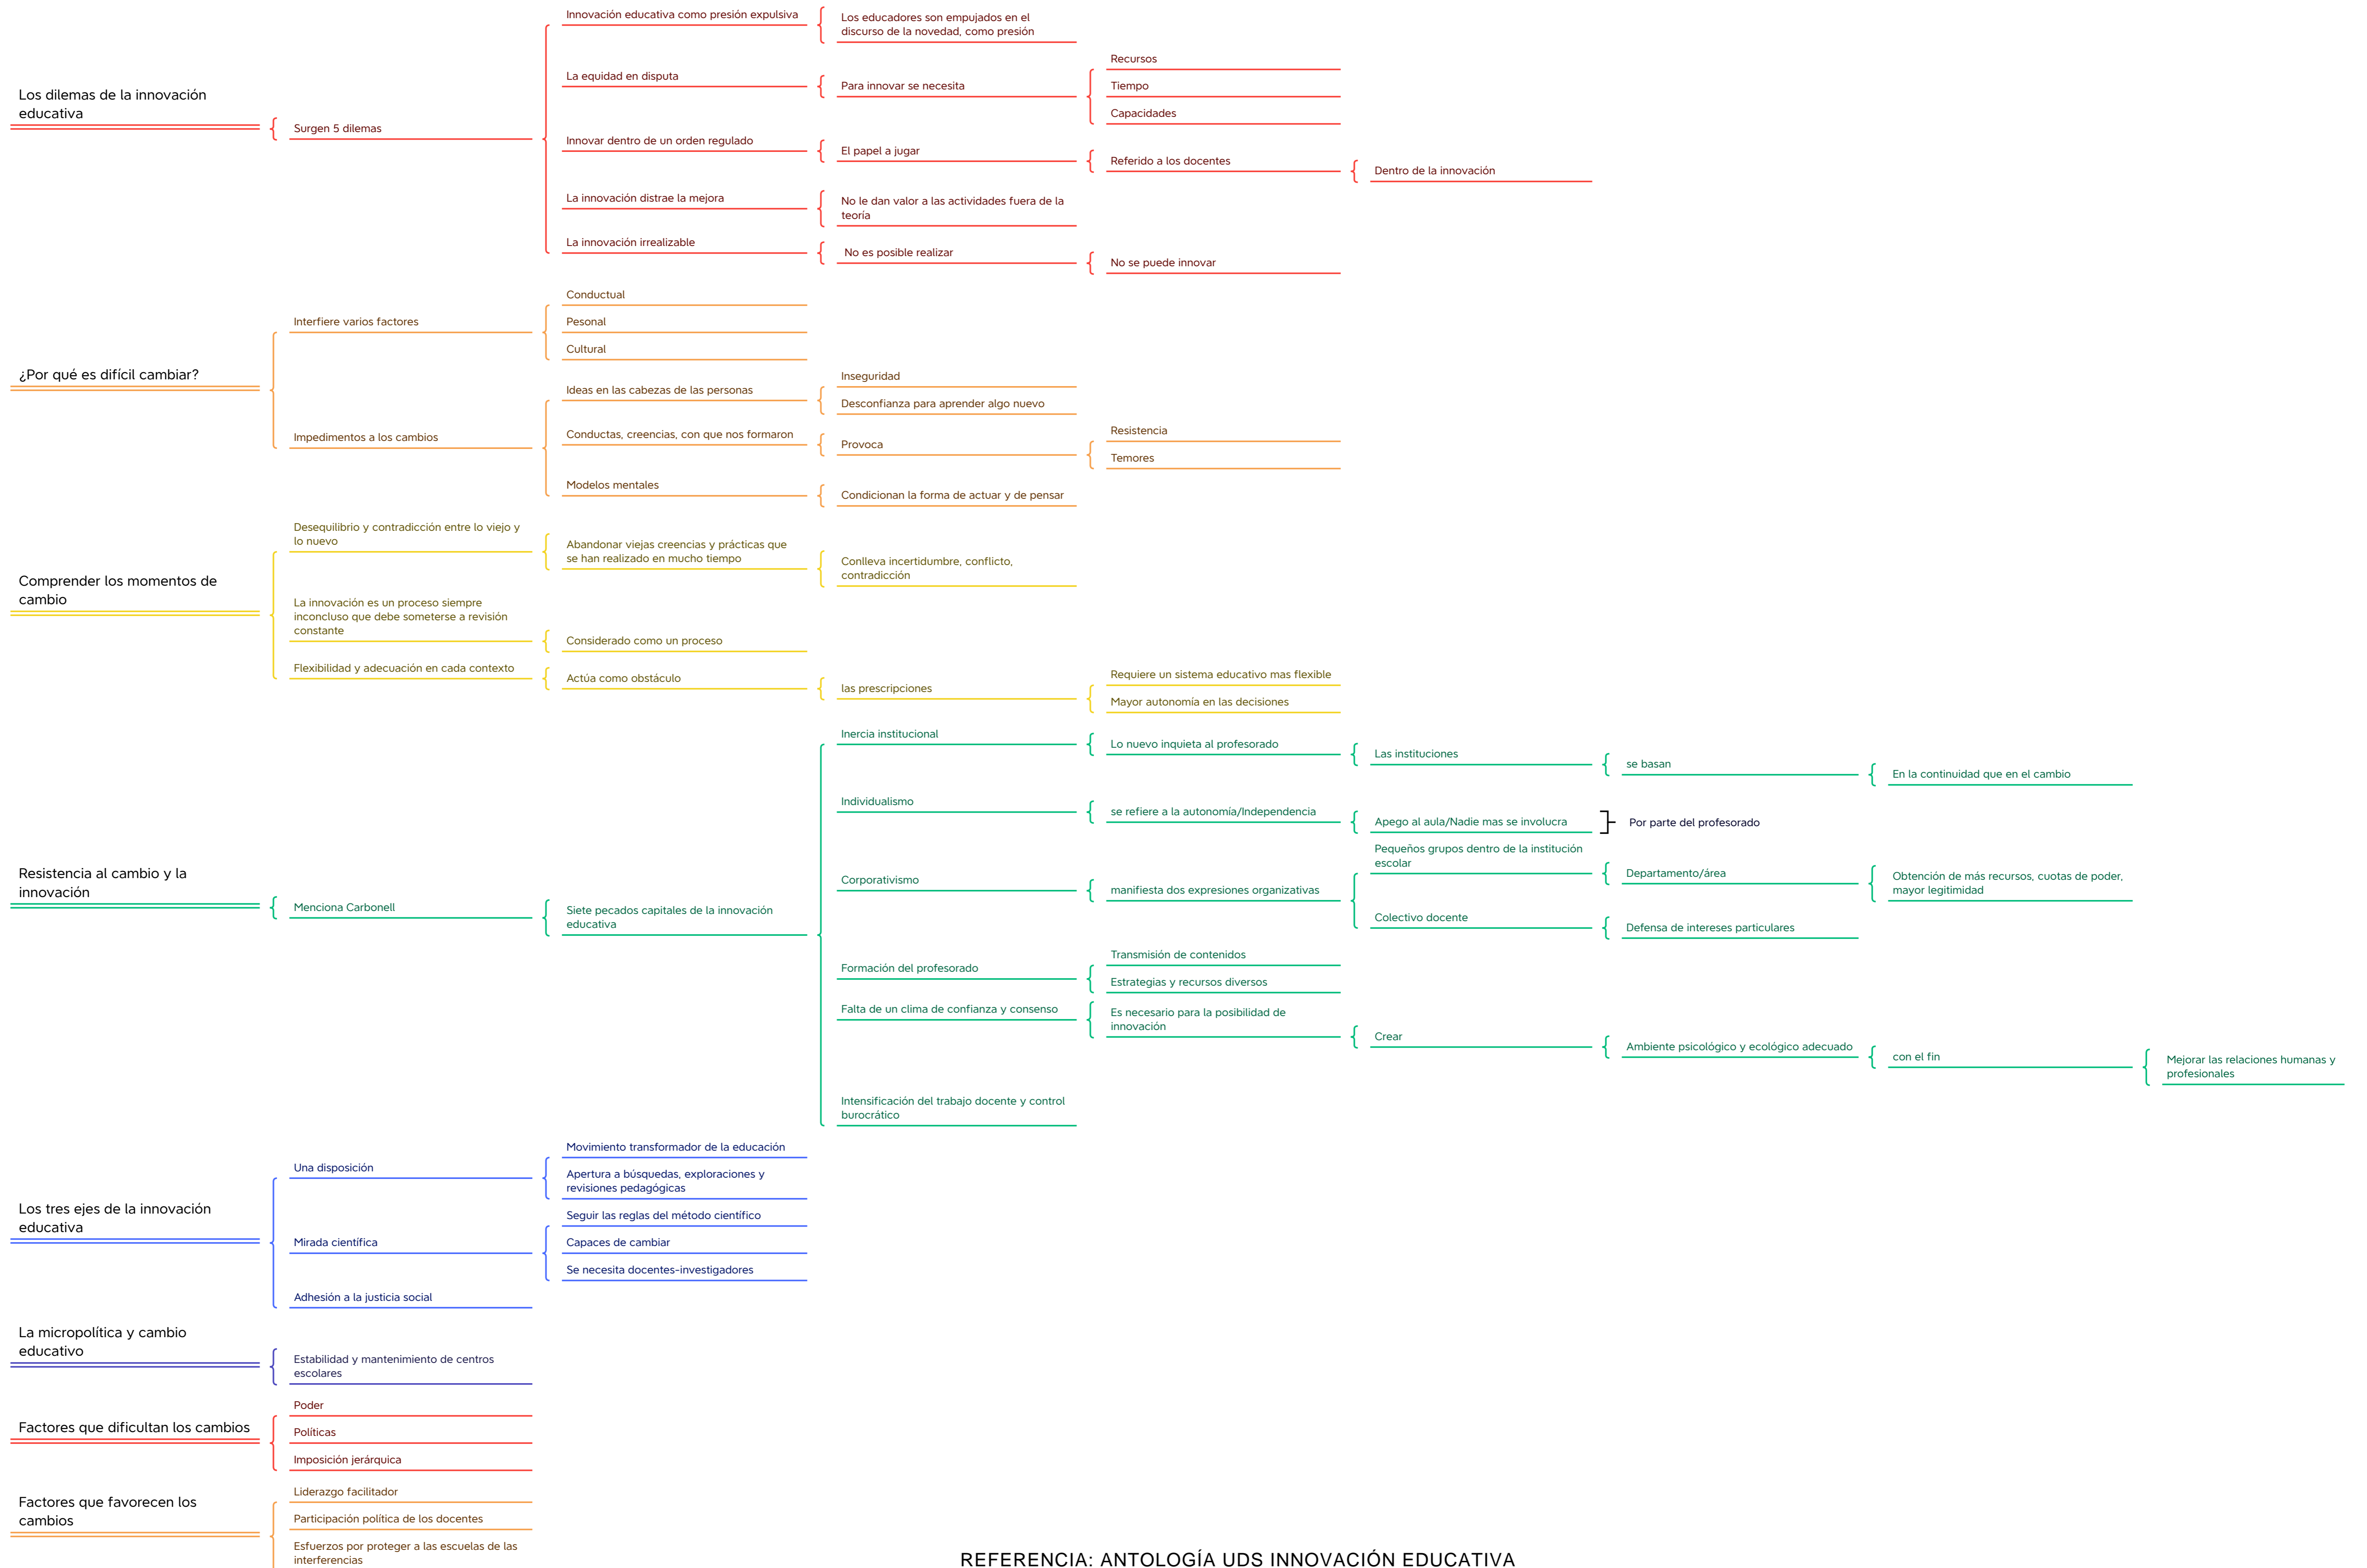 Los dilemas de la innovación
educativa
Surgen 5 dilemas
Innovación educativa como presión expulsiva
Los educadores son empujados en el
discurso de la novedad, como presión
La equidad en disputa
Para innovar se necesita
Recursos
Tiempo
Capacidades
Innovar dentro de un orden regulado
El papel a jugar
Referido a los docentes
Dentro de la innovación
La innovación distrae la mejora
No le dan valor a las actividades fuera de la
teoría
La innovación irrealizable
No es posible realizar
No se puede innovar
¿Por qué es difícil cambiar?
Interfiere varios factores
Conductual
Pesonal
Cultural
Impedimentos a los cambios
Ideas en las cabezas de las personas
Inseguridad
Desconfianza para aprender algo nuevo
Conductas, creencias, con que nos formaron
Provoca
Resistencia
Temores
Modelos mentales
Condicionan la forma de actuar y de pensar
Comprender los momentos de
cambio
Desequilibrio y contradicción entre lo viejo y
lo nuevo
Abandonar viejas creencias y prácticas que
se han realizado en mucho tiempo
Conlleva incertidumbre, conflicto,
contradicción
La innovación es un proceso siempre
inconcluso que debe someterse a revisión
constante
Considerado como un proceso
Flexibilidad y adecuación en cada contexto
Actúa como obstáculo
las prescripciones
Requiere un sistema educativo mas flexible
Mayor autonomía en las decisiones
Resistencia al cambio y la
innovación
Menciona Carbonell
Siete pecados capitales de la innovación
educativa
Inercia institucional
Lo nuevo inquieta al profesorado
Las instituciones
se basan
En la continuidad que en el cambio
Individualismo
se refiere a la autonomía/Independencia
Apego al aula/Nadie mas se involucra
Por parte del profesorado
Corporativismo
manifiesta dos expresiones organizativas
Pequeños grupos dentro de la institución
escolar
Departamento/área
Obtención de más recursos, cuotas de poder,
mayor legitimidad
Colectivo docente
Defensa de intereses particulares
Formación del profesorado
Transmisión de contenidos
Estrategias y recursos diversos
Falta de un clima de confianza y consenso
Es necesario para la posibilidad de
innovación
Crear
Ambiente psicológico y ecológico adecuado
con el fin
Mejorar las relaciones humanas y
profesionales
Intensificación del trabajo docente y control
burocrático
Los tres ejes de la innovación
educativa
Una disposición
Movimiento transformador de la educación
Apertura a búsquedas, exploraciones y
revisiones pedagógicas
Mirada científica
Seguir las reglas del método científico
Capaces de cambiar
Se necesita docentes-investigadores
Adhesión a la justicia social
La micropolítica y cambio
educativo
Estabilidad y mantenimiento de centros
escolares
Factores que dificultan los cambios
Poder
Políticas
Imposición jerárquica
Factores que favorecen los
cambios
Liderazgo facilitador
Participación política de los docentes
Esfuerzos por proteger a las escuelas de las
interferencias
REFERENCIA: ANTOLOGÍA UDS INNOVACIÓN EDUCATIVA